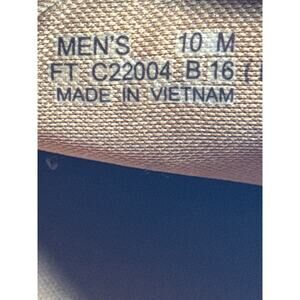 MEN'S 10 M
FT C22004 B 16 (
MADE IN VIETNAM